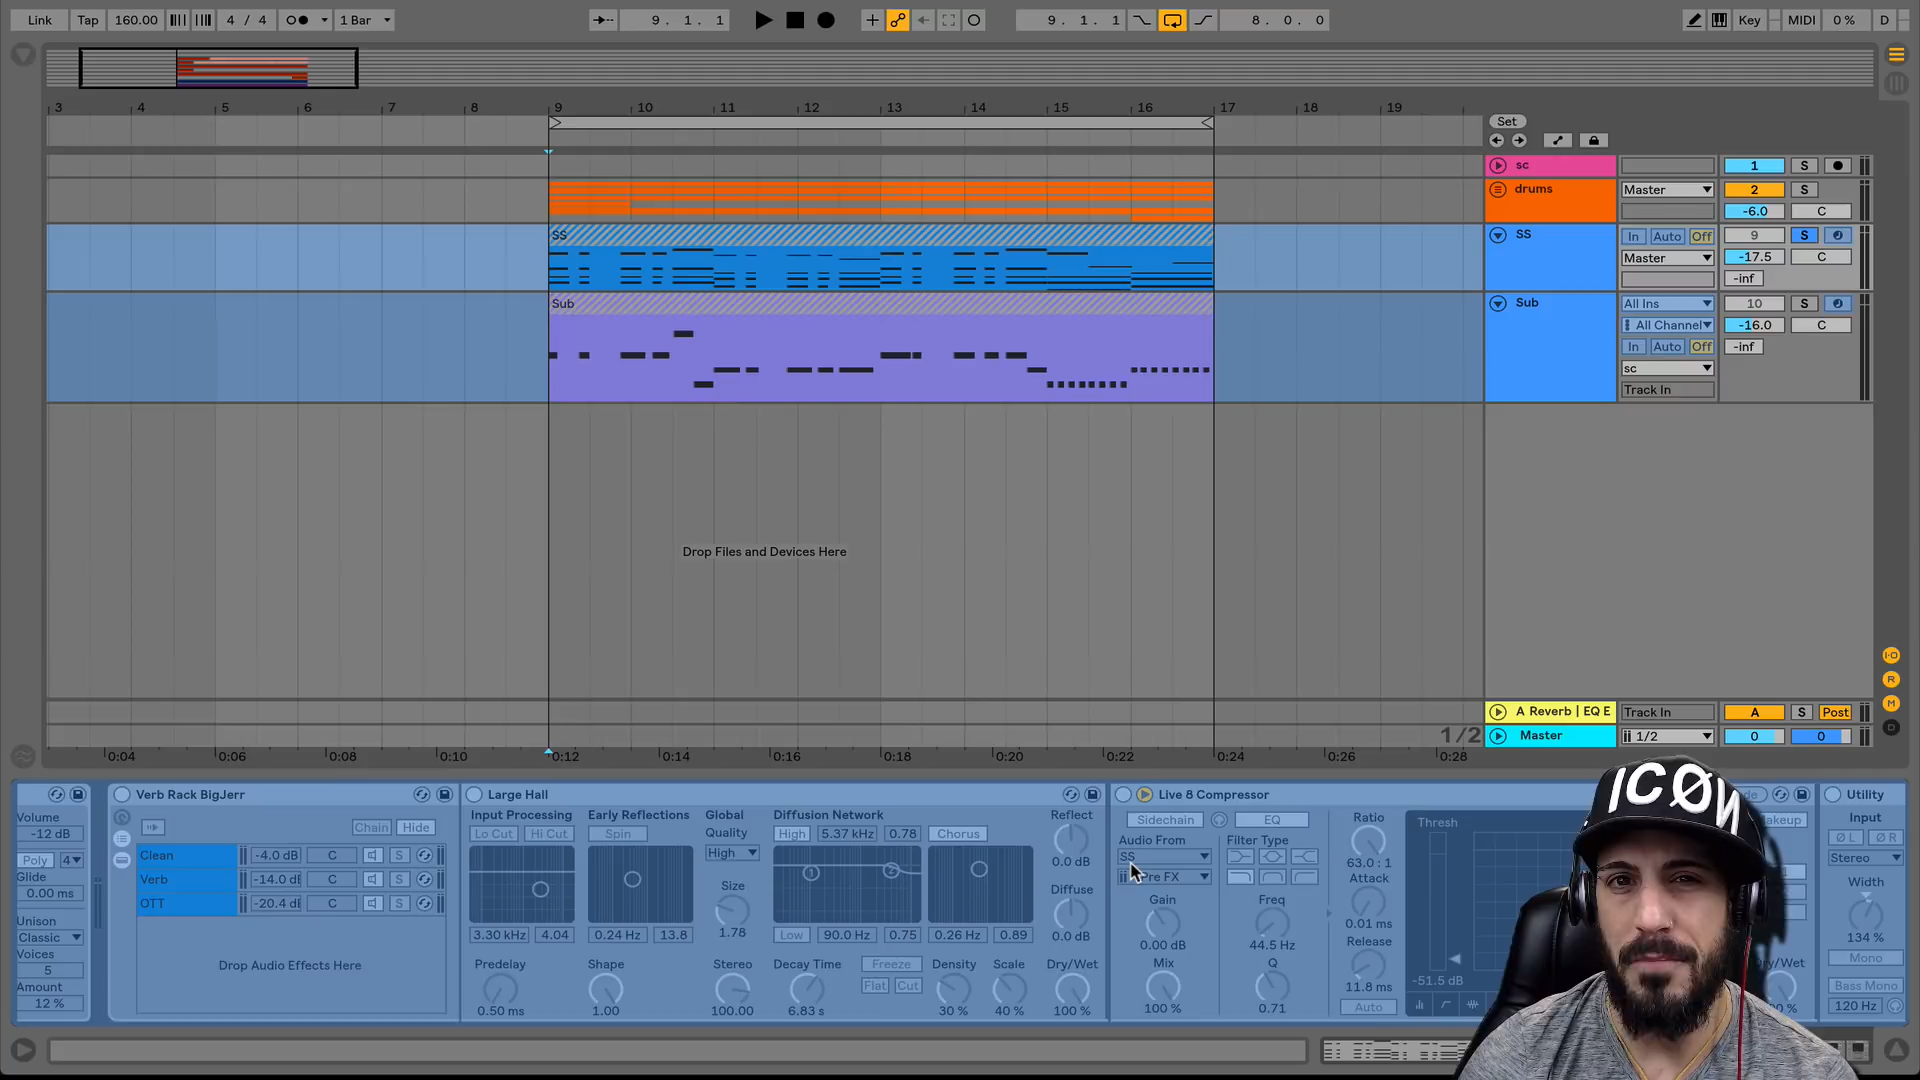 Link Tap 160.00 4 / 4 1 Bar 9. 1. 1 9. 1. 1 8. 0. 0 Key MIDI 0 % D
3 4 5 6 7 8 9 10 11 12 13 14 15 16 17 18 19
Set
sc 1 S
drums Master 2 S
-6.0 C
SS SS In Auto Off 9 S
Master -17.5 C
-inf
Sub Sub All Ins 10 S
All Channel -16.0 C
In Auto Off -inf
sc
Track In
Drop Files and Devices Here
A Reverb | EQ E Track In A S Post
1/2 Master 1/2 0 0
0:04 0:06 0:08 0:10 0:12 0:14 0:16 0:18 0:20 0:22 0:24 0:26 0:28
Volume
-12 dB
Poly 4
Glide
0.00 ms
Unison
Classic
Voices
5
Amount
12 %
Verb Rack BigJerr
Chain Hide
Clean -4.0 dB C S
Verb -14.0 dB C S
OTT -20.4 dB C S
Drop Audio Effects Here
Large Hall
Input Processing Early Reflections Global Diffusion Network Reflect
Lo Cut Hi Cut Spin Quality High 5.37 kHz 0.78 Chorus
High 0.0 dB
Size Diffuse
1.78 0.0 dB
3.30 kHz 4.04 0.24 Hz 13.8 Low 90.0 Hz 0.75 0.26 Hz 0.89
Predelay Shape Stereo Decay Time Freeze Density Scale Dry/Wet
Flat Cut
0.50 ms 1.00 100.00 6.83 s 30 % 40 % 100 %
Live 8 Compressor
Sidechain EQ Ratio Thresh
Audio From Filter Type
SS 63.0 : 1
Pre FX Attack
Gain Freq
0.01 ms
0.00 dB 44.5 Hz Release
Mix Q
100 % 0.71 11.8 ms
Auto
-51.5 dB
Utility
Input
Ø L Ø R
Stereo
Width
134 %
Mono
Bass Mono
120 Hz
ICØN